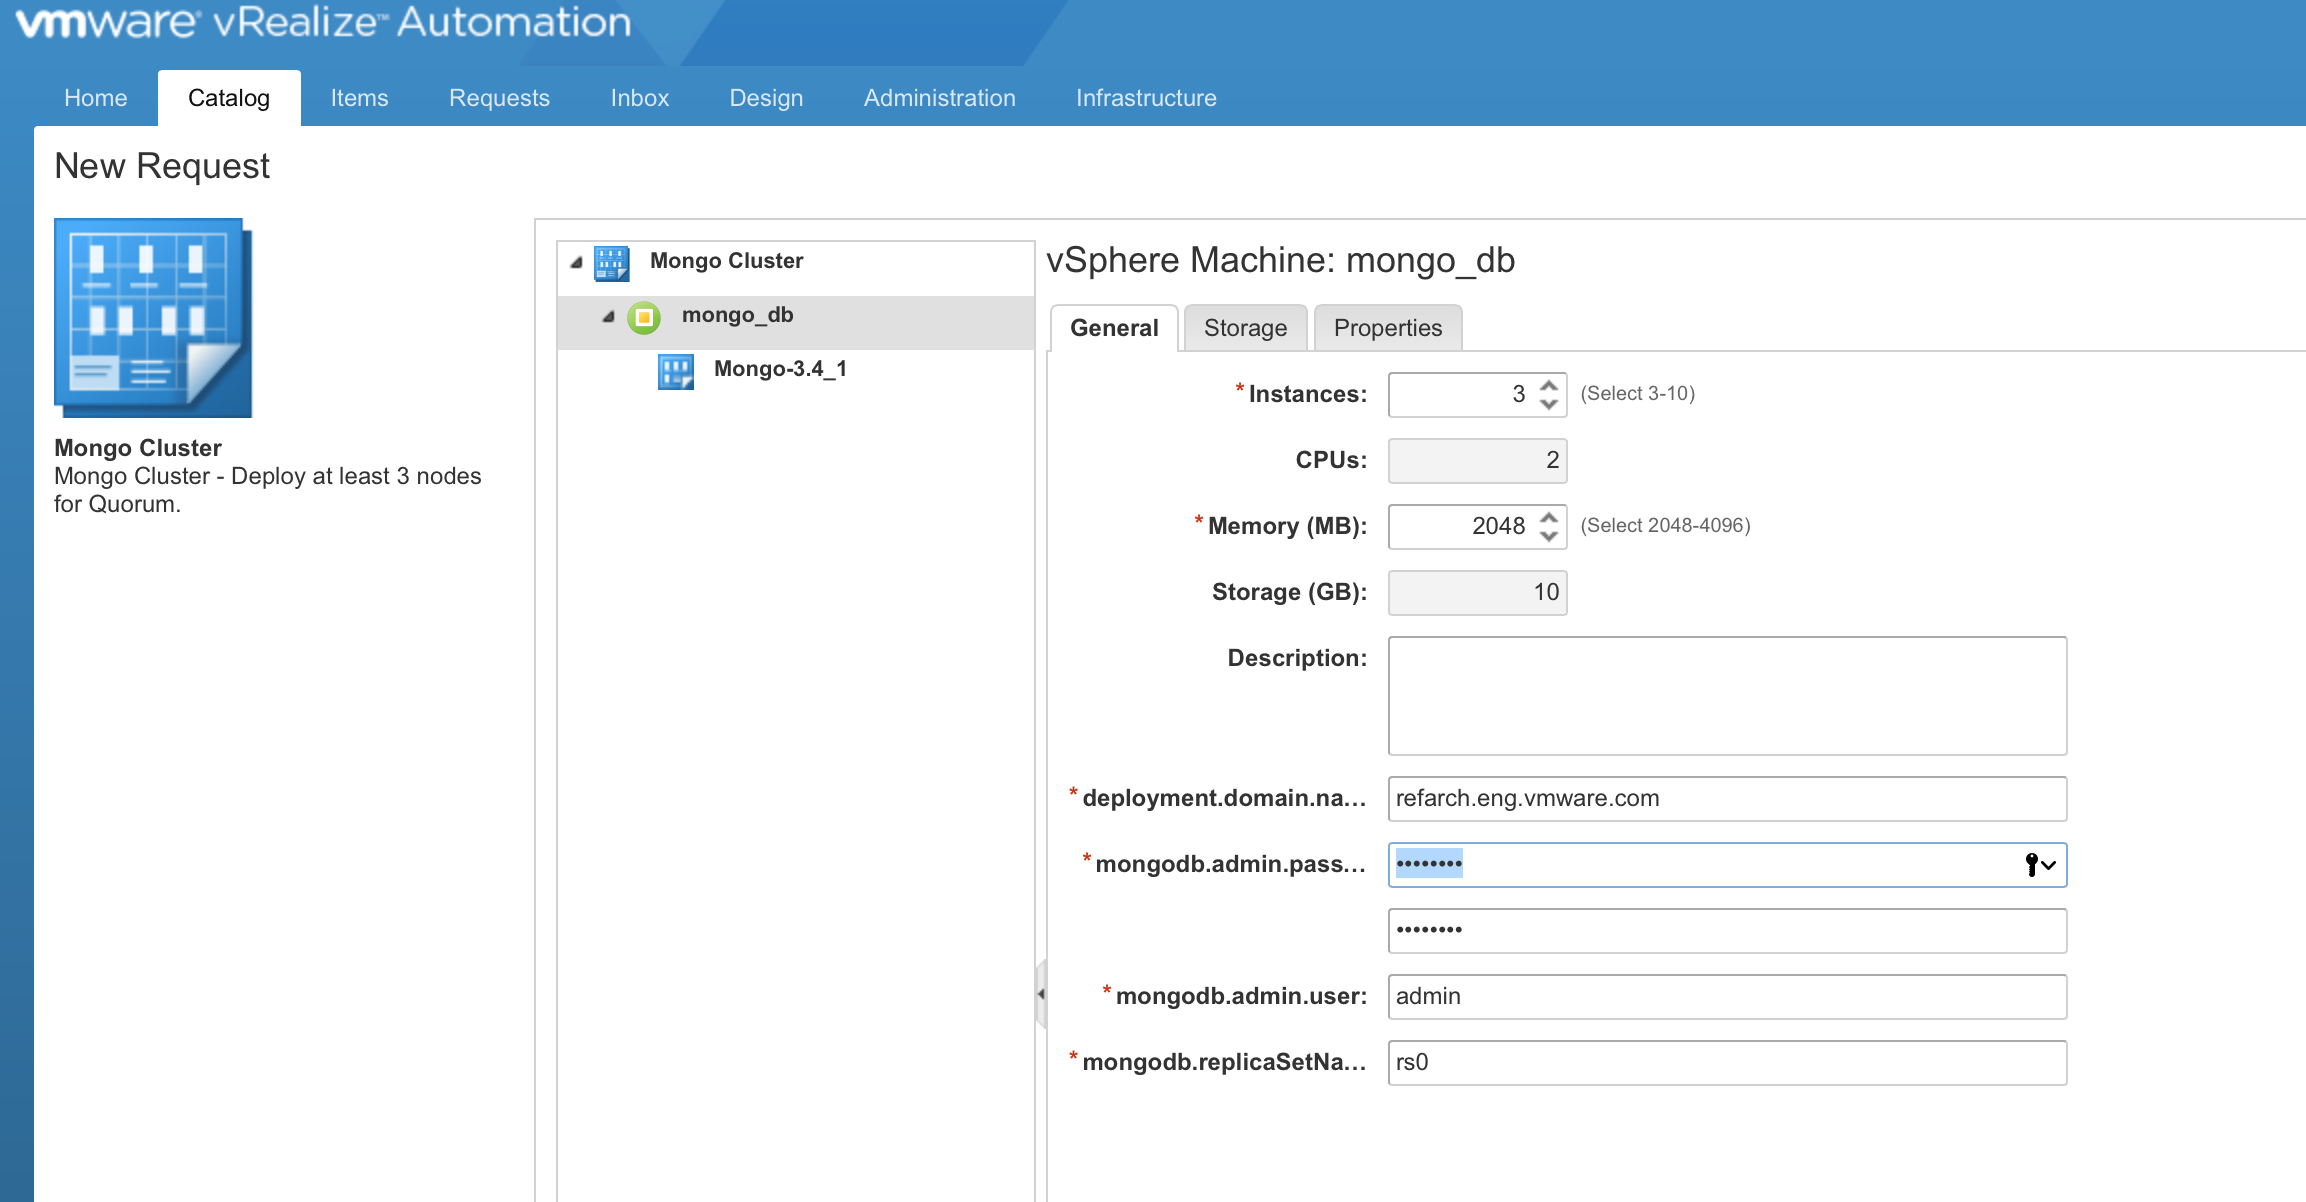 vmware® vRealize™ Automation
Home Catalog Items Requests Inbox Design Administration Infrastructure
New Request
Mongo Cluster
Mongo Cluster - Deploy at least 3 nodes
for Quorum.
Mongo Cluster
mongo_db
Mongo-3.4_1
vSphere Machine: mongo_db
General Storage Properties
* Instances: 3 (Select 3-10)
CPUs: 2
* Memory (MB): 2048 (Select 2048-4096)
Storage (GB): 10
Description:
* deployment.domain.na... refarch.eng.vmware.com
* mongodb.admin.pass... ••••••••
••••••••
* mongodb.admin.user: admin
* mongodb.replicaSetNa... rs0